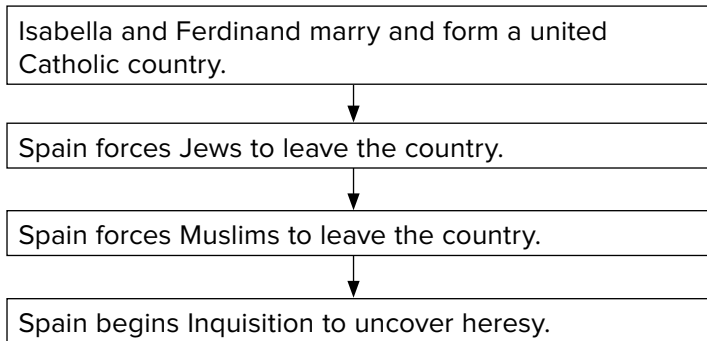 Isabella and Ferdinand marry and form a united
Catholic country.
Spain forces Jews to leave the country.
Spain forces Muslims to leave the country.
Spain begins Inquisition to uncover heresy.